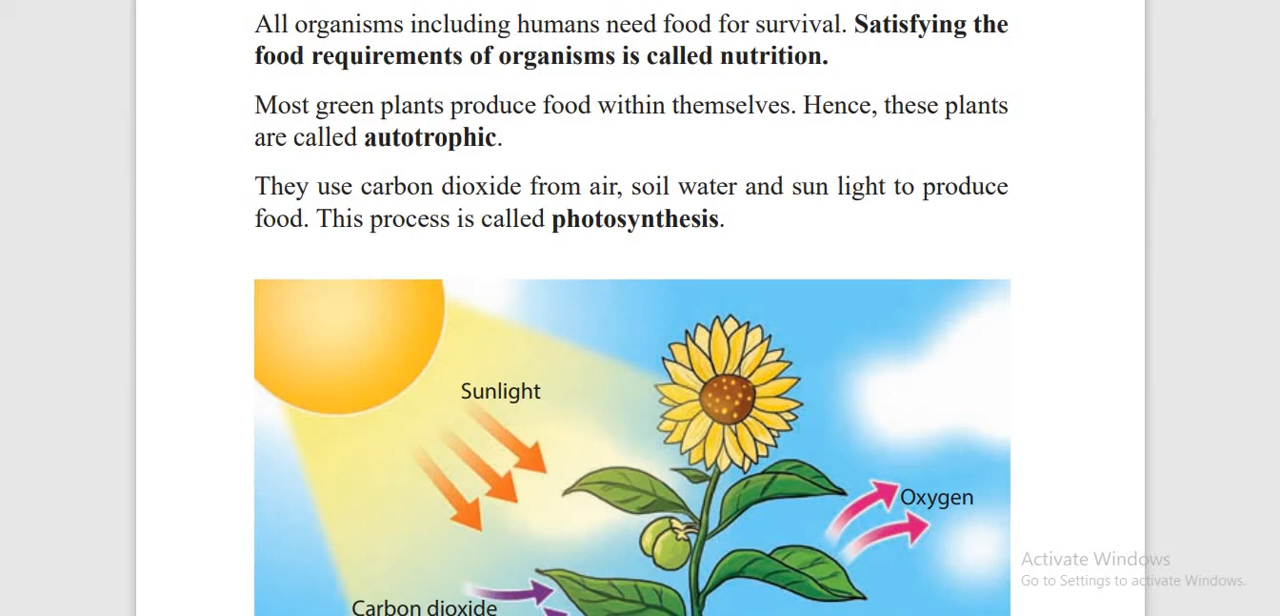 All organisms including humans need food for survival. Satisfying the
food requirements of organisms is called nutrition.
Most green plants produce food within themselves. Hence, these plants
are called autotrophic.
They use carbon dioxide from air, soil water and sun light to produce
food. This process is called photosynthesis.
Sunlight
Oxygen
Carbon dioxide
Activate Windows
Go to Settings to activate Windows.